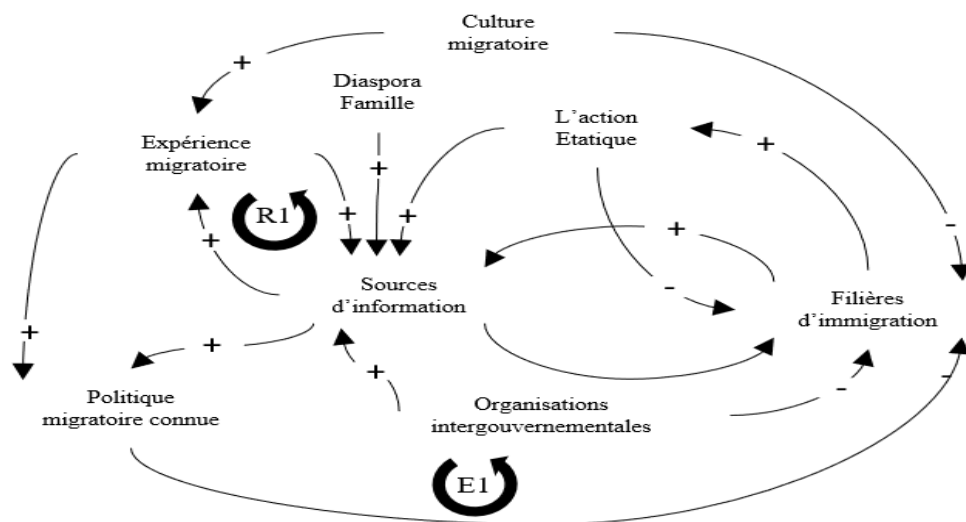 Culture
migratoire
+
Diaspora
Famille
L'action
Etatique
Expérience
migratoire
+
+
R1
+
+
+
+
-
-
Sources
d'information
Filières
d'immigration
+
+
+
-
-
Politique
migratoire connue
Organisations
intergouvernementales
E1